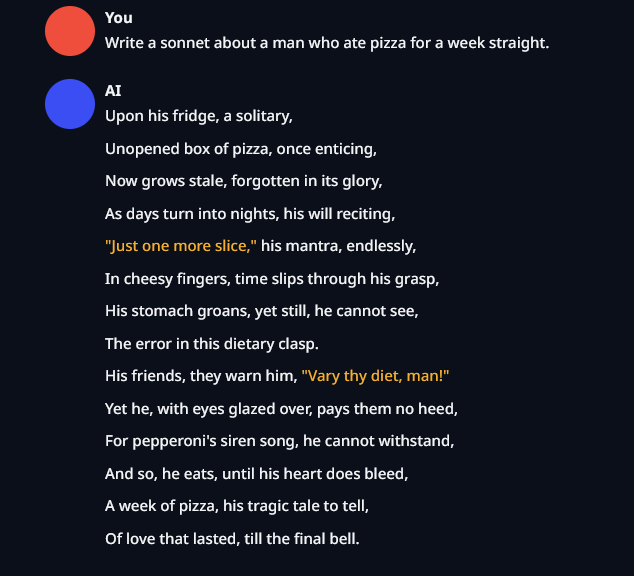 You
Write a sonnet about a man who ate pizza for a week straight.
AI
Upon his fridge, a solitary,
Unopened box of pizza, once enticing,
Now grows stale, forgotten in its glory,
As days turn into nights, his will reciting,
"Just one more slice," his mantra, endlessly,
In cheesy fingers, time slips through his grasp,
His stomach groans, yet still, he cannot see,
The error in this dietary clasp.
His friends, they warn him, "Vary thy diet, man!"
Yet he, with eyes glazed over, pays them no heed,
For pepperoni's siren song, he cannot withstand,
And so, he eats, until his heart does bleed,
A week of pizza, his tragic tale to tell,
Of love that lasted, till the final bell.